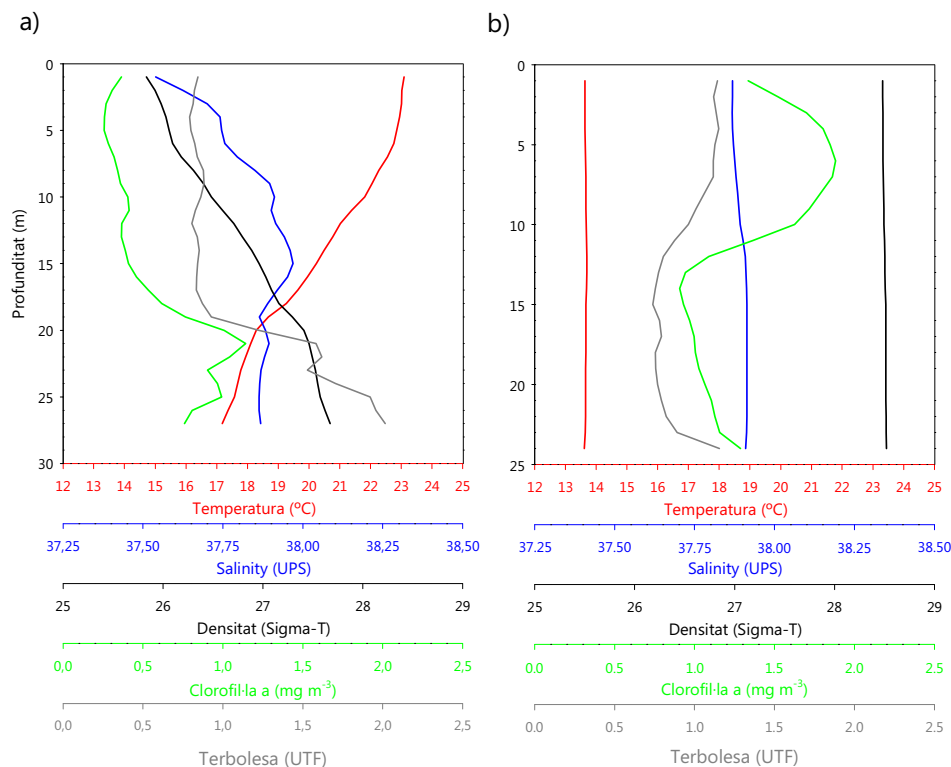 a)
0
5
10
15
20
25
30
Profunditat (m)
12 13 14 15 16 17 18 19 20 21 22 23 24 25
Temperatura (ºC)
37,25 37,50 37,75 38,00 38,25 38,50
Salinity (UPS)
25 26 27 28 29
Densitat (Sigma-T)
0,0 0,5 1,0 1,5 2,0 2,5
Clorofil·la a (mg m⁻³)
0,0 0,5 1,0 1,5 2,0 2,5
Terbolesa (UTF)
b)
0
5
10
15
20
25
12 13 14 15 16 17 18 19 20 21 22 23 24 25
Temperatura (ºC)
37.25 37.50 37.75 38.00 38.25 38.50
Salinity (UPS)
25 26 27 28 29
Densitat (Sigma-T)
0.0 0.5 1.0 1.5 2.0 2.5
Clorofil·la a (mg m⁻³)
0.0 0.5 1.0 1.5 2.0 2.5
Terbolesa (UTF)